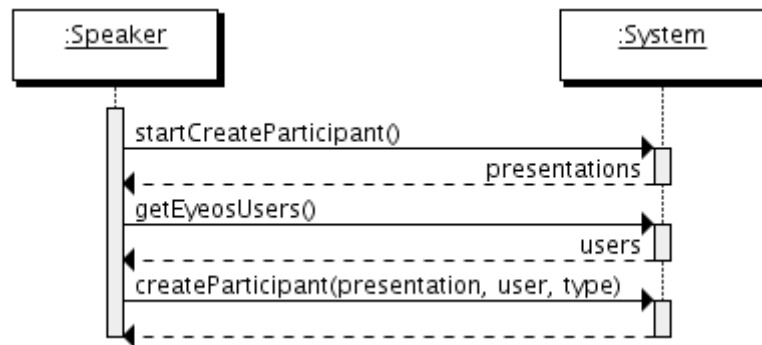 :Speaker
:System
startCreateParticipant()
presentations
getEyeosUsers()
users
createParticipant(presentation, user, type)